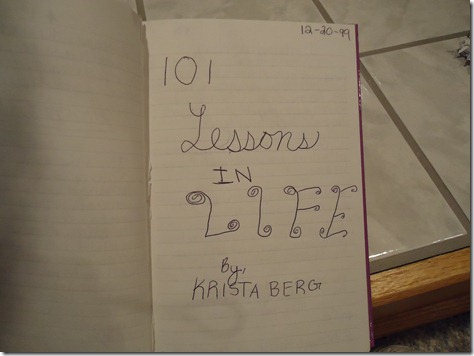 12-20-99
101
Lessons
IN
LIFE
By,
KRISTA BERG